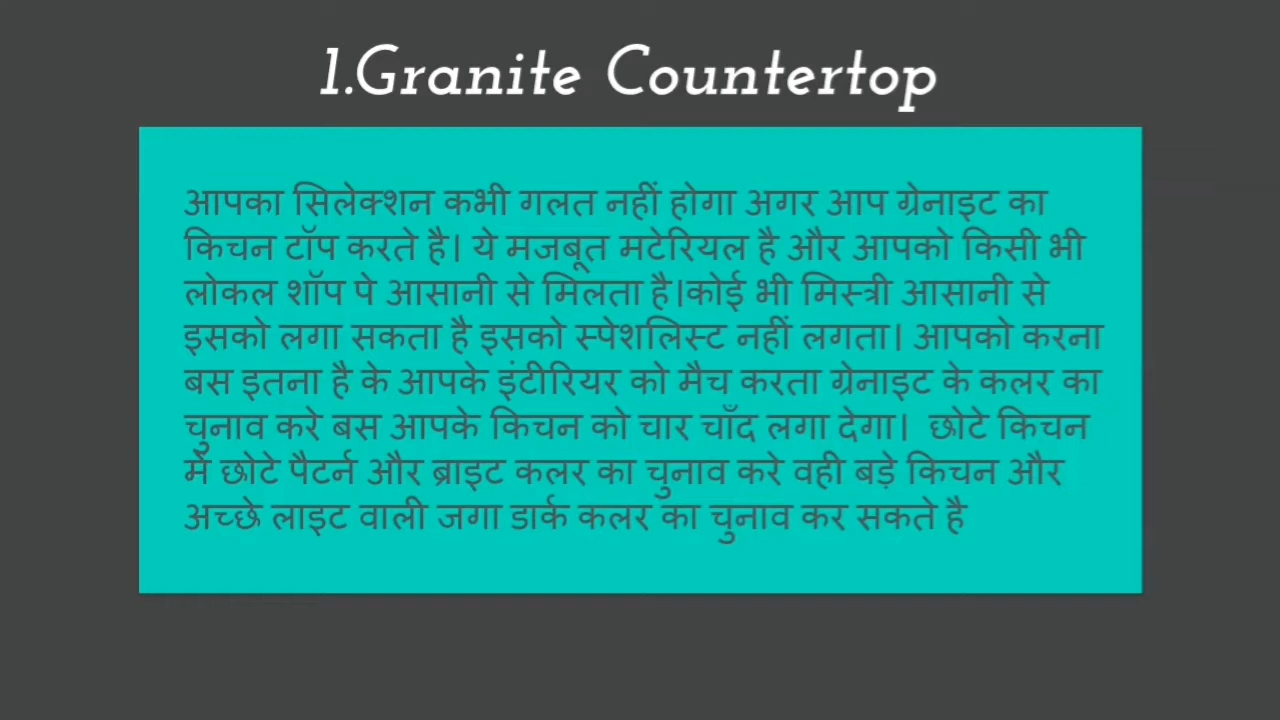 1.Granite Countertop
आपका सिलेक्शन कभी गलत नहीं होगा अगर आप ग्रेनाइट का
किचन टॉप करते है। ये मजबूत मटेरियल है और आपको किसी भी
लोकल शॉप पे आसानी से मिलता है।कोई भी मिस्त्री आसानी से
इसको लगा सकता है इसको स्पेशलिस्ट नहीं लगता। आपको करना
बस इतना है के आपके इंटीरियर को मैच करता ग्रेनाइट के कलर का
चुनाव करे बस आपके किचन को चार चाँद लगा देगा। छोटे किचन
में छोटे पैटर्न और ब्राइट कलर का चुनाव करे वही बड़े किचन और
अच्छे लाइट वाली जगा डार्क कलर का चुनाव कर सकते है